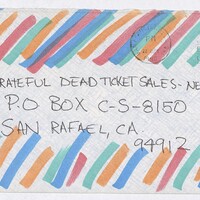 RATEFUL DEAD TICKET SALES-NE
P.O BOX C-S-8150
SAN RAFAEL, CA.
94912